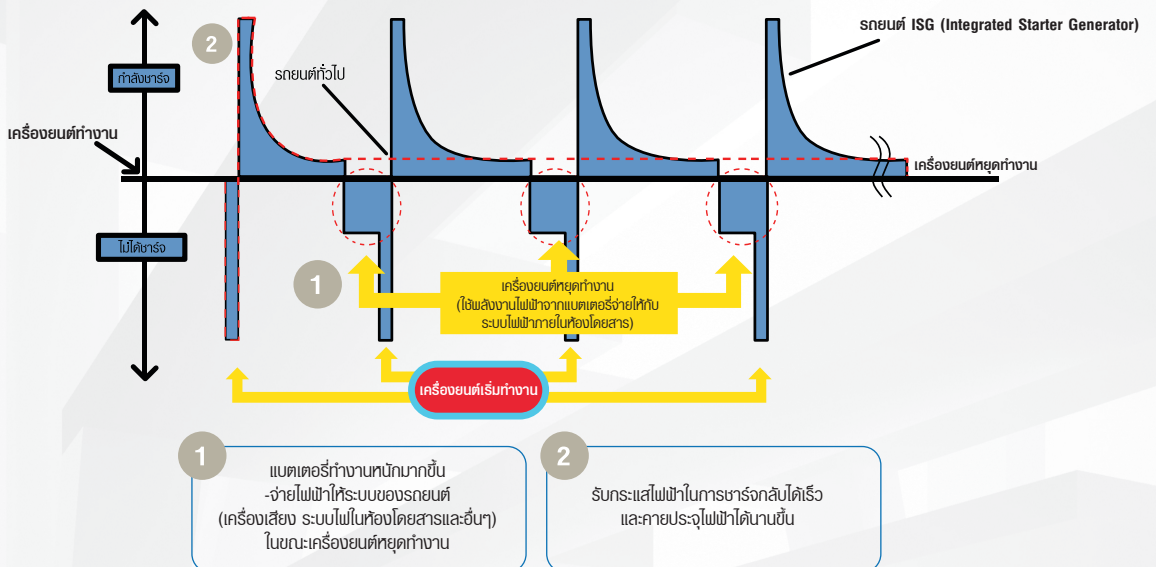 รถยนต์ ISG (Integrated Starter Generator)
2
รถยนต์ทั่วไป
กำลังชาร์จ
เครื่องยนต์ทำงาน
เครื่องยนต์หยุดทำงาน
ไม่ได้ชาร์จ
1
เครื่องยนต์หยุดทำงาน
(ใช้พลังงานไฟฟ้าจากแบตเตอรี่จ่ายให้กับ
ระบบไฟฟ้าภายในห้องโดยสาร)
เครื่องยนต์เริ่มทำงาน
1
แบตเตอรี่ทำงานหนักมากขึ้น
-จ่ายไฟฟ้าให้ระบบของรถยนต์
(เครื่องเสียง ระบบไฟในห้องโดยสารและอื่นๆ)
ในขณะเครื่องยนต์หยุดทำงาน
2
รับกระแสไฟฟ้าในการชาร์จกลับได้เร็ว
และคายประจุไฟฟ้าได้นานขึ้น